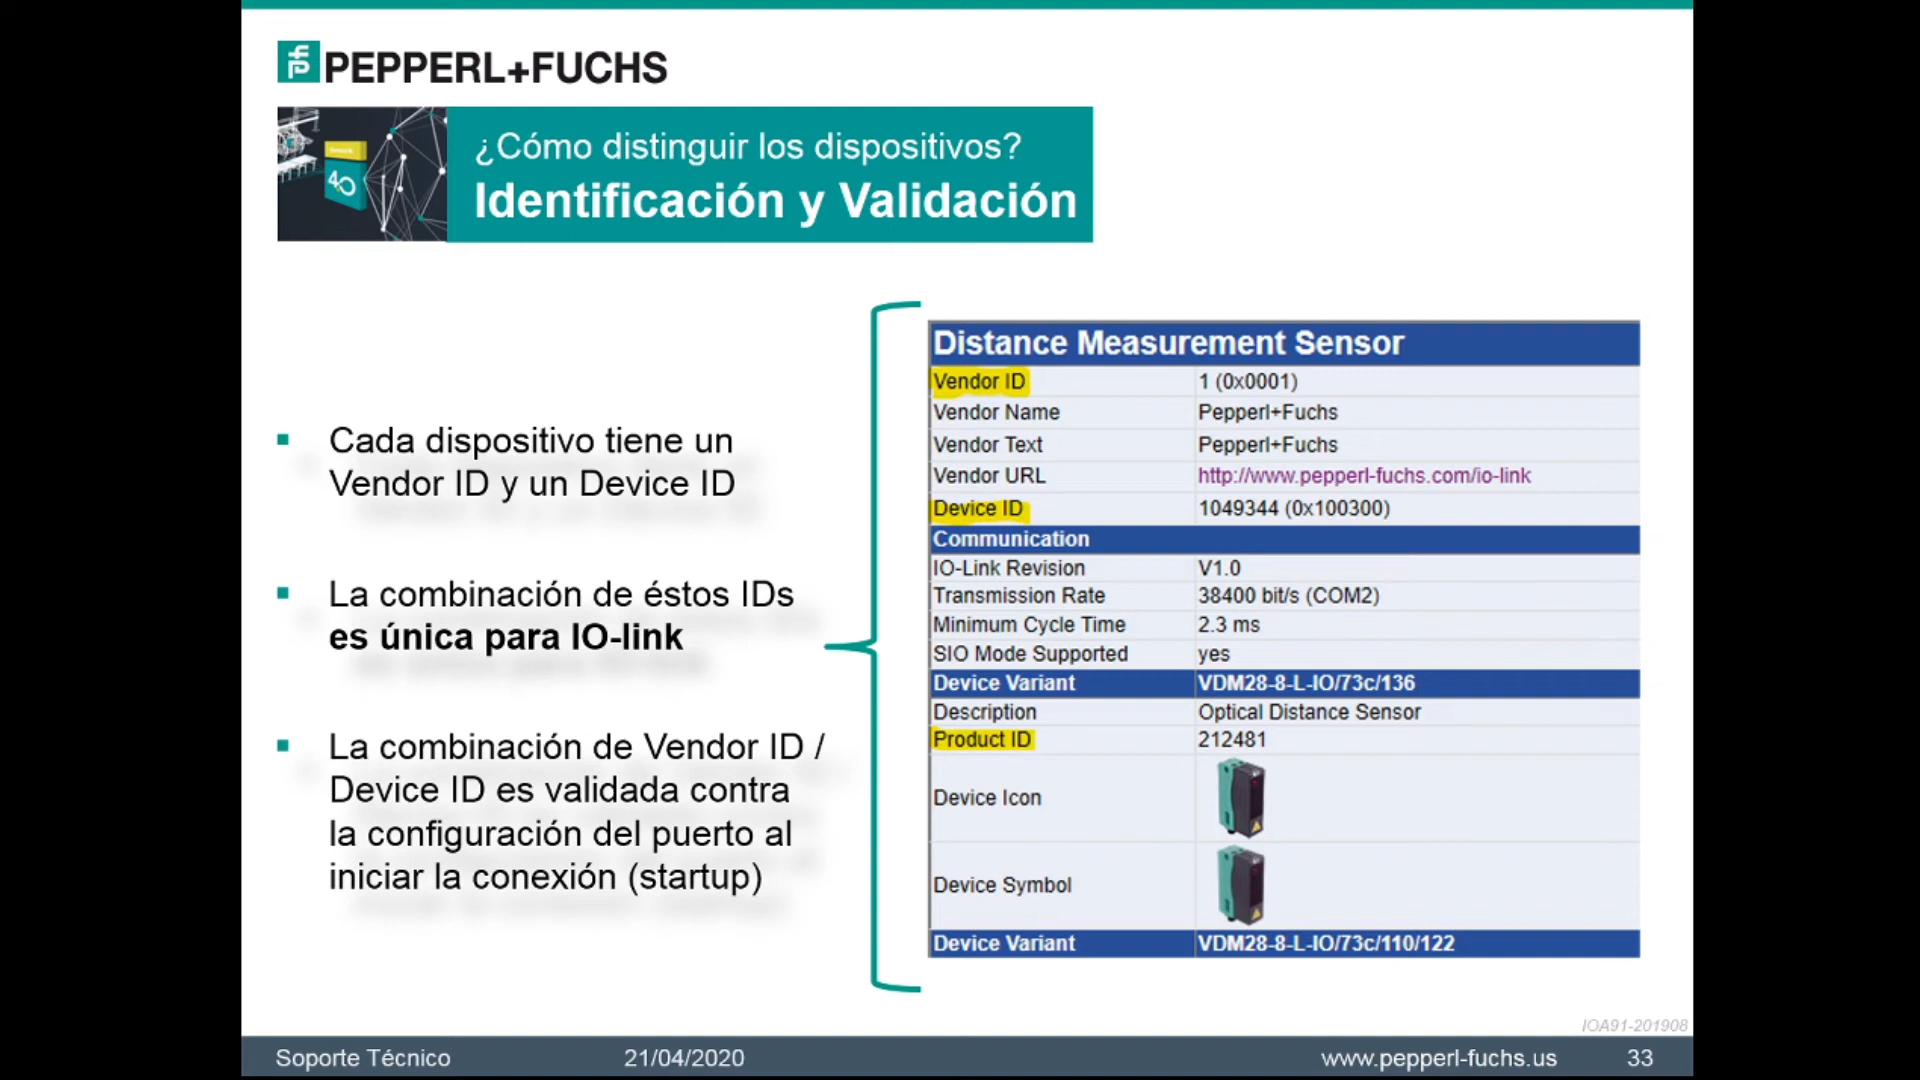 PEPPERL+FUCHS
¿Cómo distinguir los dispositivos?
Identificación y Validación
Cada dispositivo tiene un
Vendor ID y un Device ID
La combinación de éstos IDs
es única para IO-link
La combinación de Vendor ID /
Device ID es validada contra
la configuración del puerto al
iniciar la conexión (startup)
Distance Measurement Sensor
Vendor ID 1 (0x0001)
Vendor Name Pepperl+Fuchs
Vendor Text Pepperl+Fuchs
Vendor URL http://www.pepperl-fuchs.com/io-link
Device ID 1049344 (0x100300)
Communication
IO-Link Revision V1.0
Transmission Rate 38400 bit/s (COM2)
Minimum Cycle Time 2.3 ms
SIO Mode Supported yes
Device Variant VDM28-8-L-IO/73c/136
Description Optical Distance Sensor
Product ID 212481
Device Icon
Device Symbol
Device Variant VDM28-8-L-IO/73c/110/122
IOA91-201908
Soporte Técnico 21/04/2020 www.pepperl-fuchs.us 33